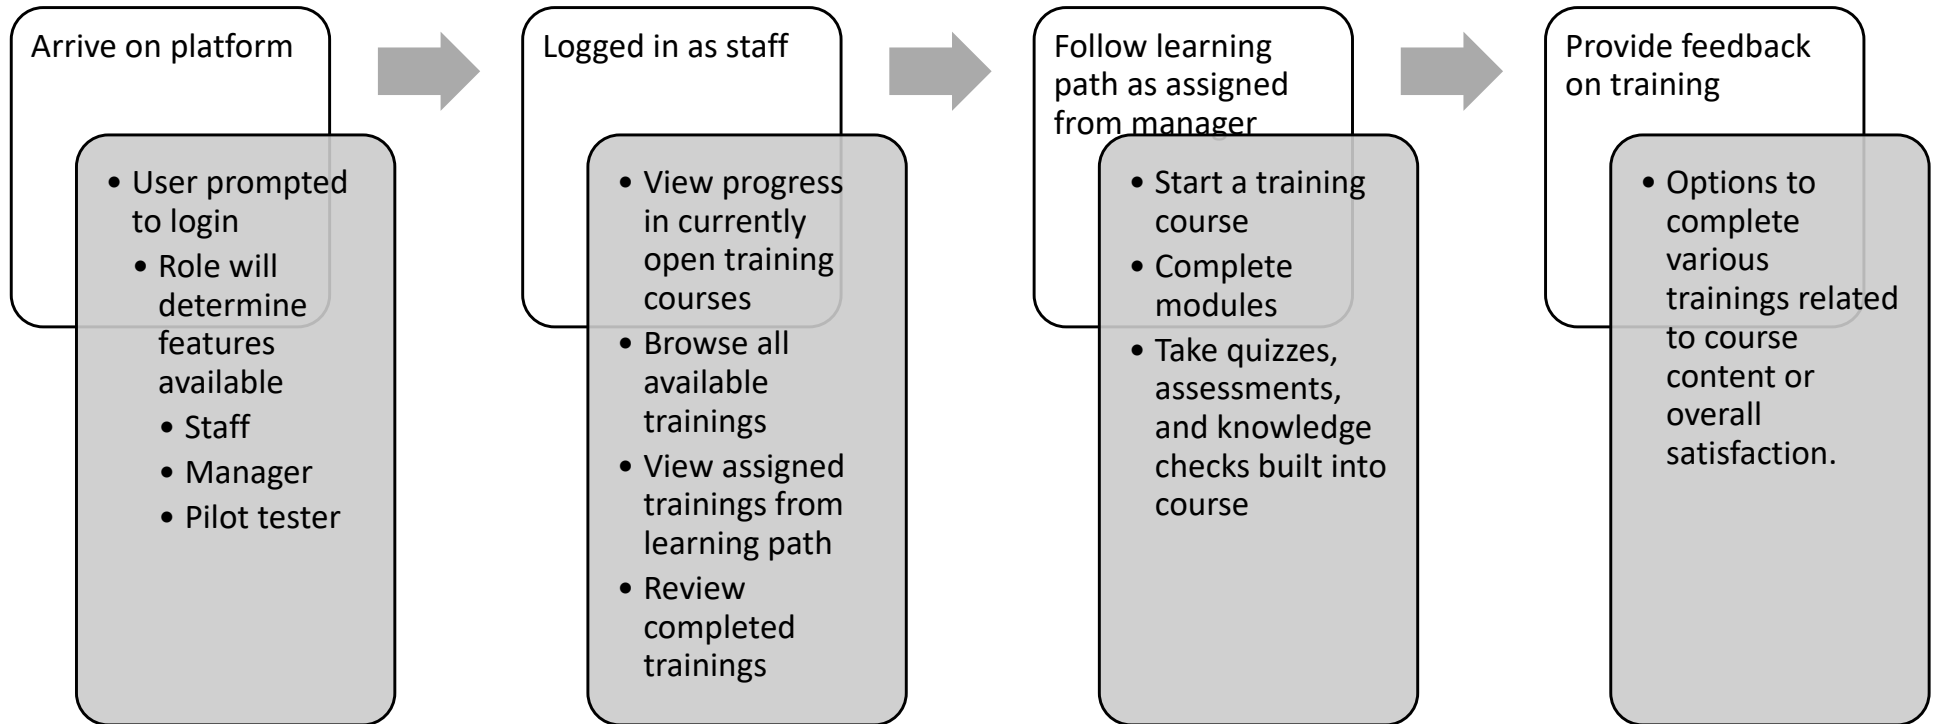 Arrive on platform
• User prompted
to login
• Role will
determine
features
available
• Staff
• Manager
• Pilot tester
Logged in as staff
• View progress
in currently
open training
courses
• Browse all
available
trainings
• View assigned
trainings from
learning path
• Review
completed
trainings
Follow learning
path as assigned
from manager
• Start a training
course
• Complete
modules
• Take quizzes,
assessments,
and knowledge
checks built into
course
Provide feedback
on training
• Options to
complete
various
trainings related
to course
content or
overall
satisfaction.